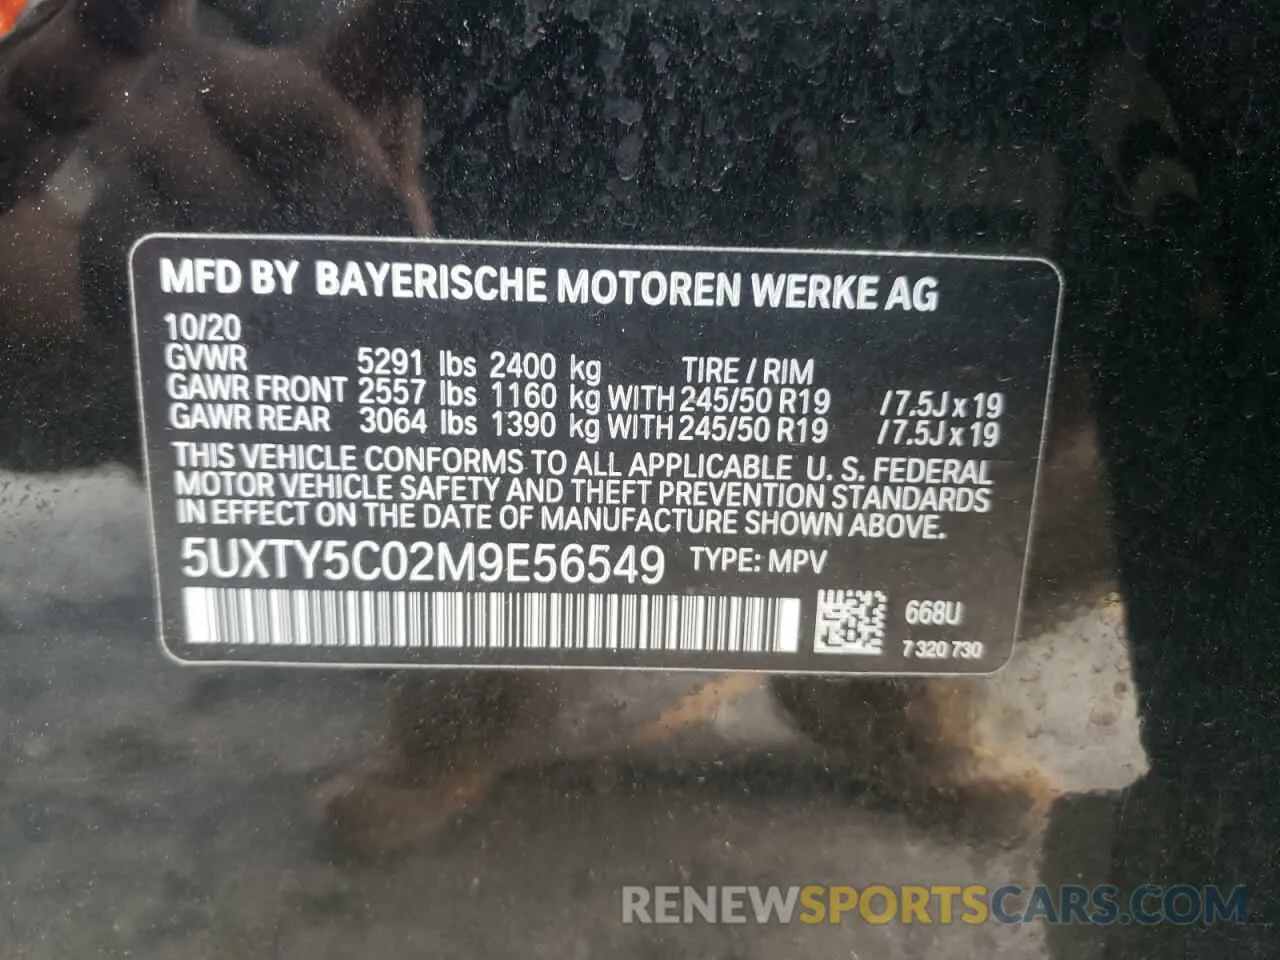 MFD BY BAYERISCHE MOTOREN WERKE AG
10/20
GVWR 5291 lbs 2400 kg TIRE / RIM
GAWR FRONT 2557 lbs 1160 kg WITH 245/50 R19 /7.5J x 19
GAWR REAR 3064 lbs 1390 kg WITH 245/50 R19 /7.5J x 19
THIS VEHICLE CONFORMS TO ALL APPLICABLE U. S. FEDERAL
MOTOR VEHICLE SAFETY AND THEFT PREVENTION STANDARDS
IN EFFECT ON THE DATE OF MANUFACTURE SHOWN ABOVE.
5UXTY5C02M9E56549 TYPE: MPV
668U
7 320 730
RENEWSPORTSCARS.COM